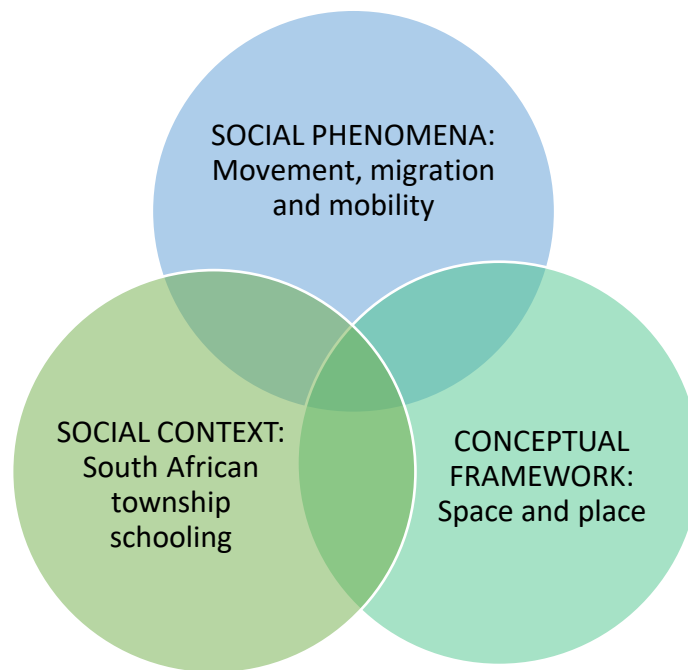 SOCIAL PHENOMENA:
Movement, migration
and mobility
SOCIAL CONTEXT:
South African
township
schooling
CONCEPTUAL
FRAMEWORK:
Space and place